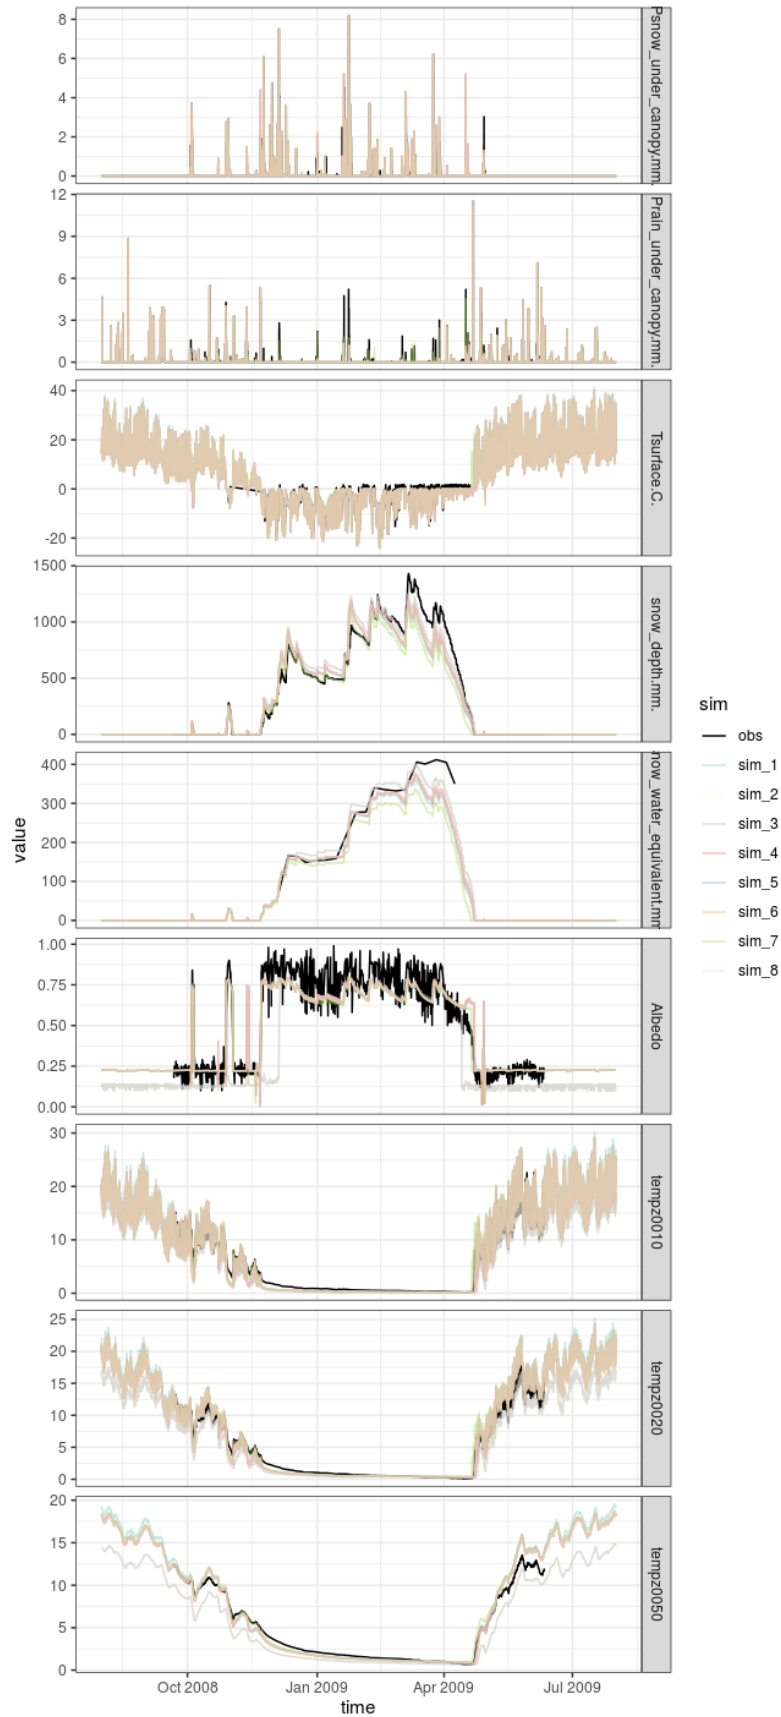 8
6
4
2
0
Psnow_under_canopy.mm.
12
9
6
3
0
Prain_under_canopy.mm.
40
20
0
-20
Tsurface.C.
1500
1000
500
0
snow_depth.mm.
400
300
200
100
0
now_water_equivalent.mm
1.00
0.75
0.50
0.25
0.00
Albedo
30
20
10
0
tempz0010
25
20
15
10
5
0
tempz0020
20
15
10
5
0
tempz0050
Oct 2008
Jan 2009
Apr 2009
Jul 2009
time
value
sim
obs
sim_1
sim_2
sim_3
sim_4
sim_5
sim_6
sim_7
sim_8